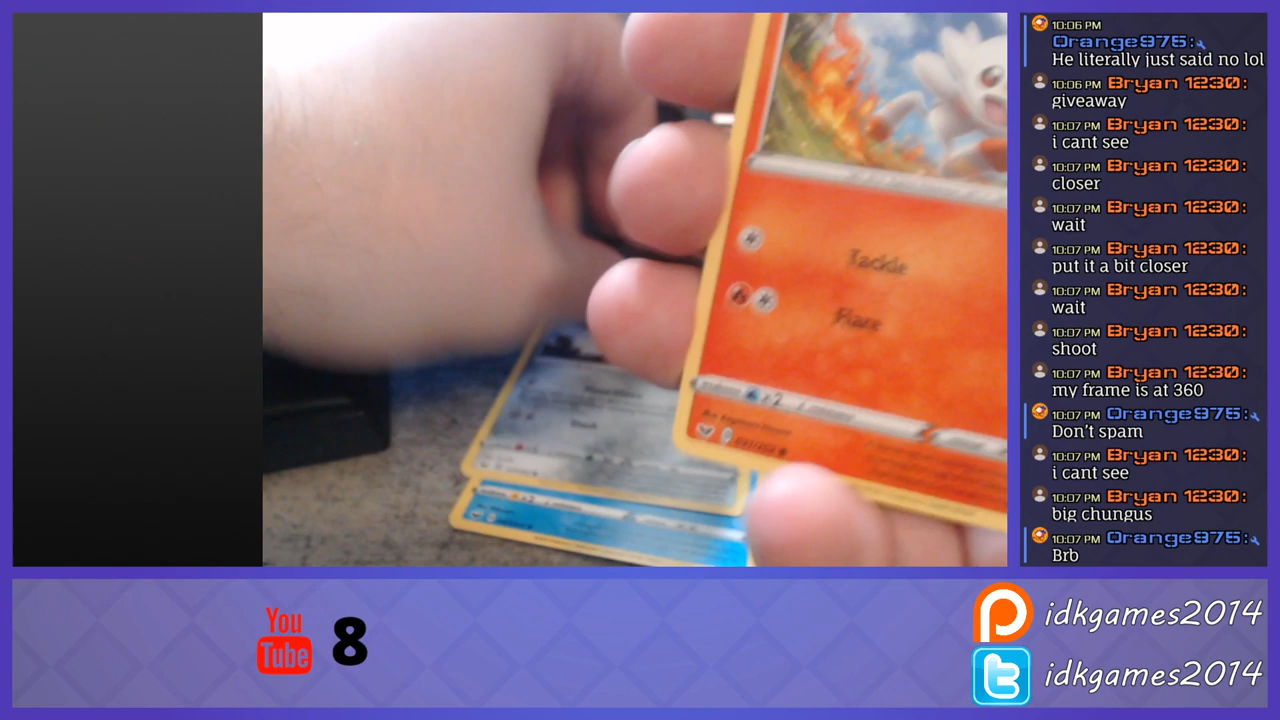 Tackle
Flare
x2
x2
You
Tube
8
10:06 PM
Orange975:
He literally just said no lol
10:06 PM Bryan 1230:
giveaway
10:07 PM Bryan 1230:
i cant see
10:07 PM Bryan 1230:
closer
10:07 PM Bryan 1230:
wait
10:07 PM Bryan 1230:
put it a bit closer
10:07 PM Bryan 1230:
wait
10:07 PM Bryan 1230:
shoot
10:07 PM Bryan 1230:
my frame is at 360
10:07 PM Orange975:
Don't spam
10:07 PM Bryan 1230:
i cant see
10:07 PM Bryan 1230:
big chungus
10:07 PM Orange975:
Brb
idkgames2014
idkgames2014